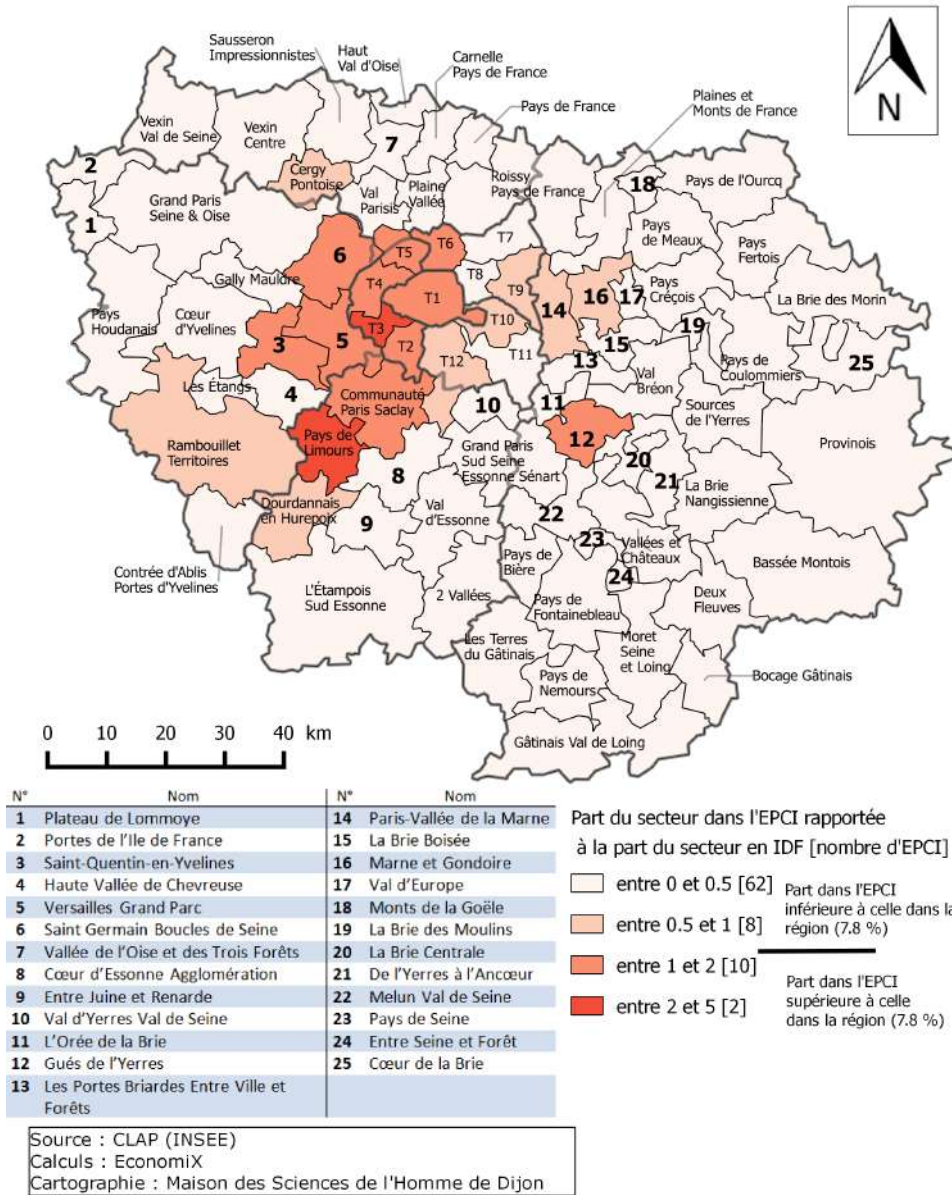 Sausseron
Impressionnistes
Haut
Val d'Oise
Carnelle
Pays de France
Pays de France
Plaines et
Monts de France
N
Vexin
Val de Seine
Vexin
Centre
7
2
Cergy
Pontoise
Val
Parisis
Plaine
Vallée
Roissy
Pays de France
18
Pays de l'Ourcq
1
Grand Paris
Seine & Oise
6
T5
T6
T7
Pays
de Meaux
Pays
Fertois
Gally Mauldre
T4
T8
T1
T9
14
16
17
Pays
Créçois
La Brie des Morin
Pays
Houdanais
Cœur
d'Yvelines
3
5
T3
T2
T10
T12
T11
13
15
19
Val
Bréon
Pays de
Coulommiers
25
Les Étangs
4
Communauté
Paris Saclay
10
11
12
Sources
de l'Yerres
Provinois
Rambouillet
Territoires
Pays de
Limours
8
Grand Paris
Sud Seine
Essonne Sénart
20
21
La Brie
Nangissienne
Dourdannais
en Hurepoix
9
Val
d'Essonne
22
23
Vallées et
Châteaux
Bassée Montois
Contrée d'Ablis
Portes d'Yvelines
L'Étampois
Sud Essonne
2 Vallées
Pays de
Bière
24
Pays de
Fontainebleau
Deux
Fleuves
Les Terres
du Gâtinais
Moret
Seine
et Loing
Pays de
Nemours
Bocage Gâtinais
Gâtinais Val de Loing
0 10 20 30 40 km
N° Nom N° Nom
1 Plateau de Lommoye 14 Paris-Vallée de la Marne
2 Portes de l'Ile de France 15 La Brie Boisée
3 Saint-Quentin-en-Yvelines 16 Marne et Gondoire
4 Haute Vallée de Chevreuse 17 Val d'Europe
5 Versailles Grand Parc 18 Monts de la Goële
6 Saint Germain Boucles de Seine 19 La Brie des Moulins
7 Vallée de l'Oise et des Trois Forêts 20 La Brie Centrale
8 Cœur d'Essonne Agglomération 21 De l'Yerres à l'Ancœur
9 Entre Juine et Renarde 22 Melun Val de Seine
10 Val d'Yerres Val de Seine 23 Pays de Seine
11 L'Orée de la Brie 24 Entre Seine et Forêt
12 Gués de l'Yerres 25 Cœur de la Brie
13 Les Portes Briardes Entre Ville et
Forêts
Part du secteur dans l'EPCI rapportée
à la part du secteur en IDF [nombre d'EPCI]
entre 0 et 0.5 [62]
entre 0.5 et 1 [8]
entre 1 et 2 [10]
entre 2 et 5 [2]
Part dans l'EPCI
inférieure à celle dans la
région (7.8 %)
Part dans l'EPCI
supérieure à celle
dans la région (7.8 %)
Source : CLAP (INSEE)
Calculs : EconomiX
Cartographie : Maison des Sciences de l'Homme de Dijon